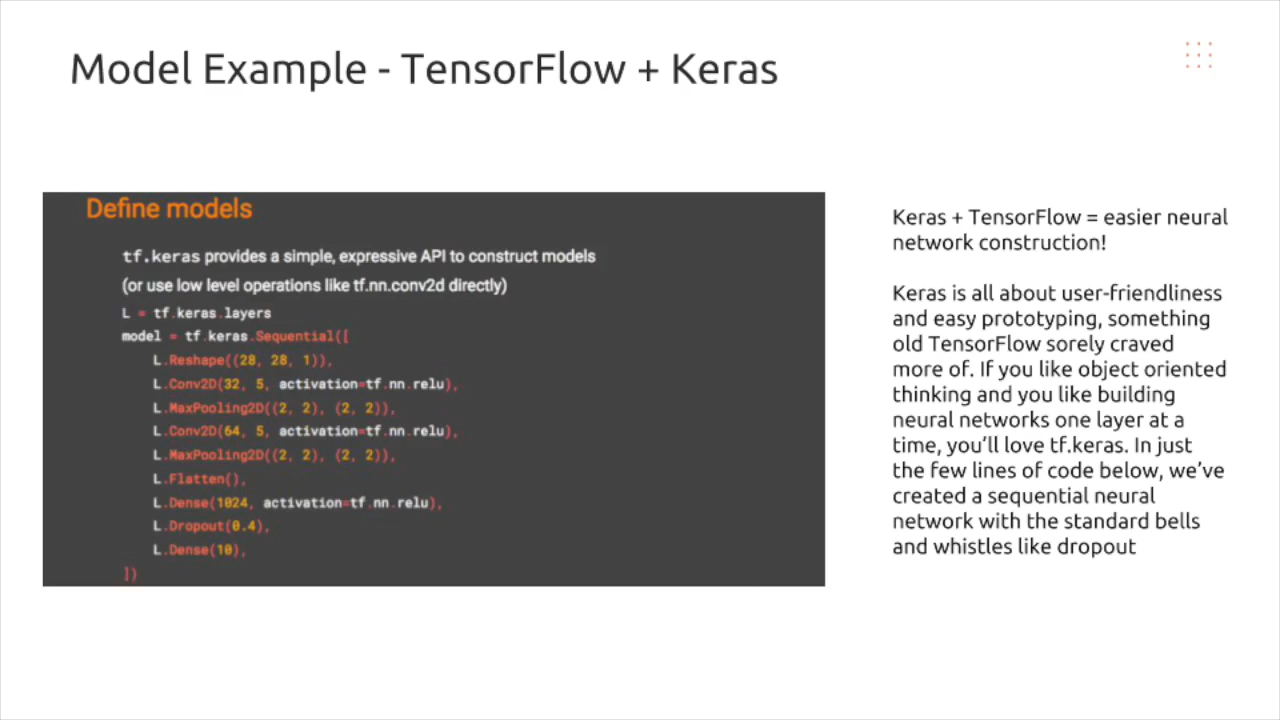 Model Example - TensorFlow + Keras
Define models
tf.keras provides a simple, expressive API to construct models
(or use low level operations like tf.nn.conv2d directly)
L = tf.keras.layers
model = tf.keras.Sequential([
L.Reshape((28, 28, 1)),
L.Conv2D(32, 5, activation=tf.nn.relu),
L.MaxPooling2D((2, 2), (2, 2)),
L.Conv2D(64, 5, activation=tf.nn.relu),
L.MaxPooling2D((2, 2), (2, 2)),
L.Flatten(),
L.Dense(1024, activation=tf.nn.relu),
L.Dropout(0.4),
L.Dense(10),
])
Keras + TensorFlow = easier neural
network construction!
Keras is all about user-friendliness
and easy prototyping, something
old TensorFlow sorely craved
more of. If you like object oriented
thinking and you like building
neural networks one layer at a
time, you’ll love tf.keras. In just
the few lines of code below, we’ve
created a sequential neural
network with the standard bells
and whistles like dropout